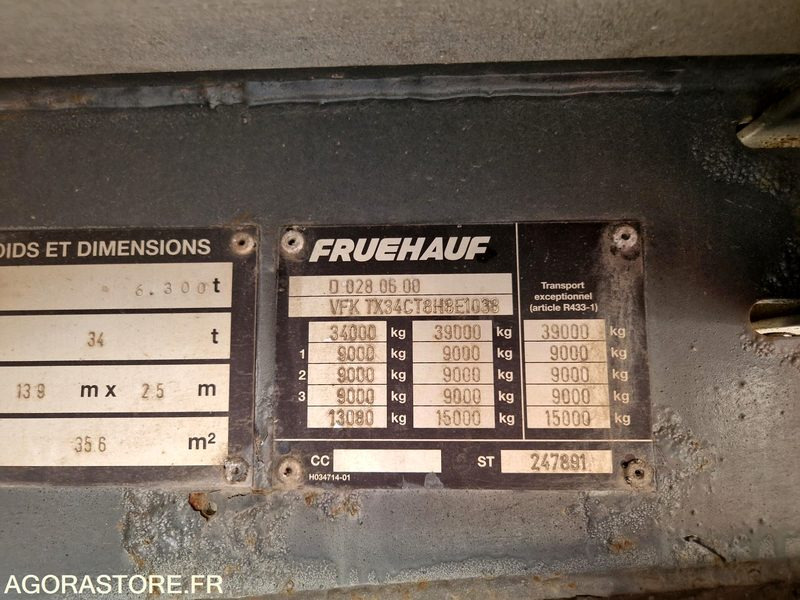 OIDS ET DIMENSIONS
6.300 t
34 t
13.9 m x 2.5 m
35.6 m²
FRUEHAUF
D 028 06 00
VFK TX34CT8H8E1038
Transport
exceptionnel
(article R433-1)
34000 kg 39000 kg 39000 kg
1 9000 kg 9000 kg 9000 kg
2 9000 kg 9000 kg 9000 kg
3 9000 kg 9000 kg 9000 kg
13080 kg 15000 kg 15000 kg
CC ST 247891
H034714-01
AGORASTORE.FR